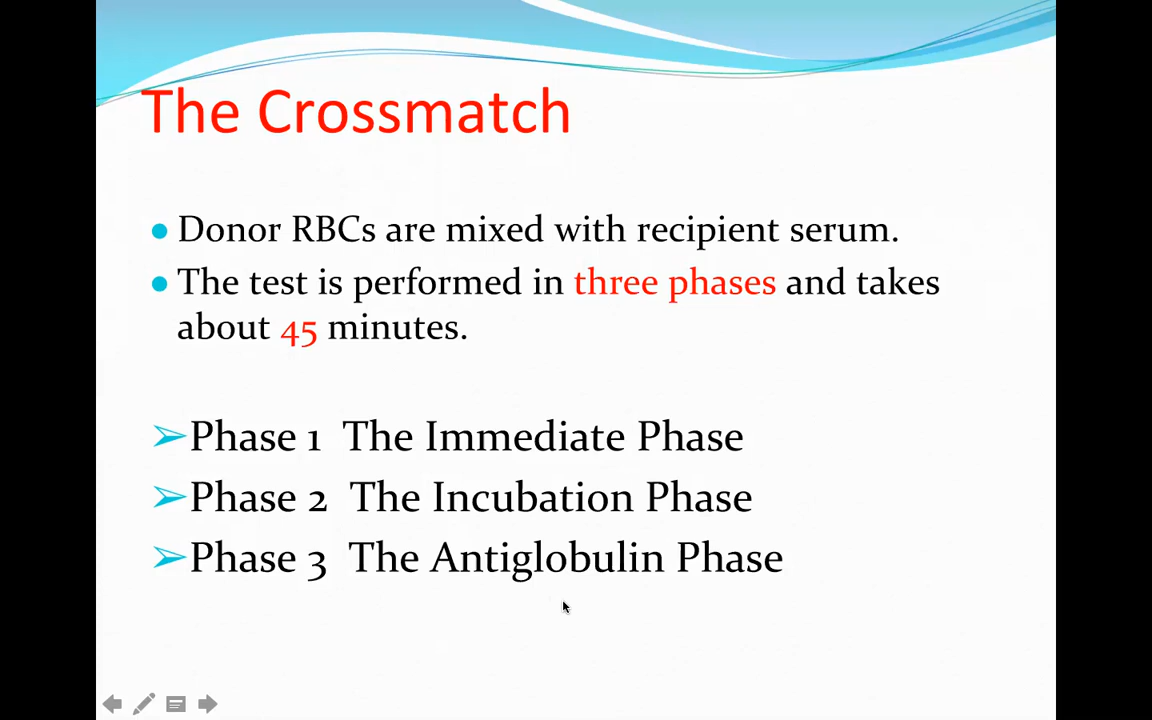 The Crossmatch
Donor RBCs are mixed with recipient serum.
The test is performed in three phases and takes
about 45 minutes.
Phase 1 The Immediate Phase
Phase 2 The Incubation Phase
Phase 3 The Antiglobulin Phase